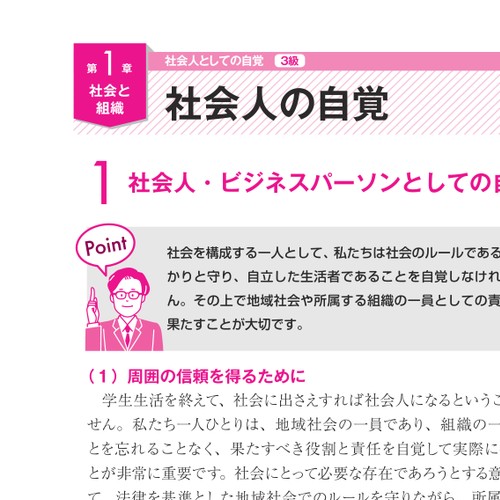 第1章
社会と
組織
社会人としての自覚 3級
社会人の自覚
1 社会人・ビジネスパーソンとしての
Point
社会を構成する一人として、私たちは社会のルールである
かりと守り、自立した生活者であることを自覚しなけれ
ん。その上で地域社会や所属する組織の一員としての責
果たすことが大切です。
（1）周囲の信頼を得るために
学生生活を終えて、社会に出さえすれば社会人になるというこ
せん。私たち一人ひとりは、地域社会の一員であり、組織の一
とを忘れることなく、果たすべき役割と責任を自覚して実際に
とが非常に重要です。社会にとって必要な存在であろうとする意
て、法律を基準とした地域社会でのルールを守りながら、所属